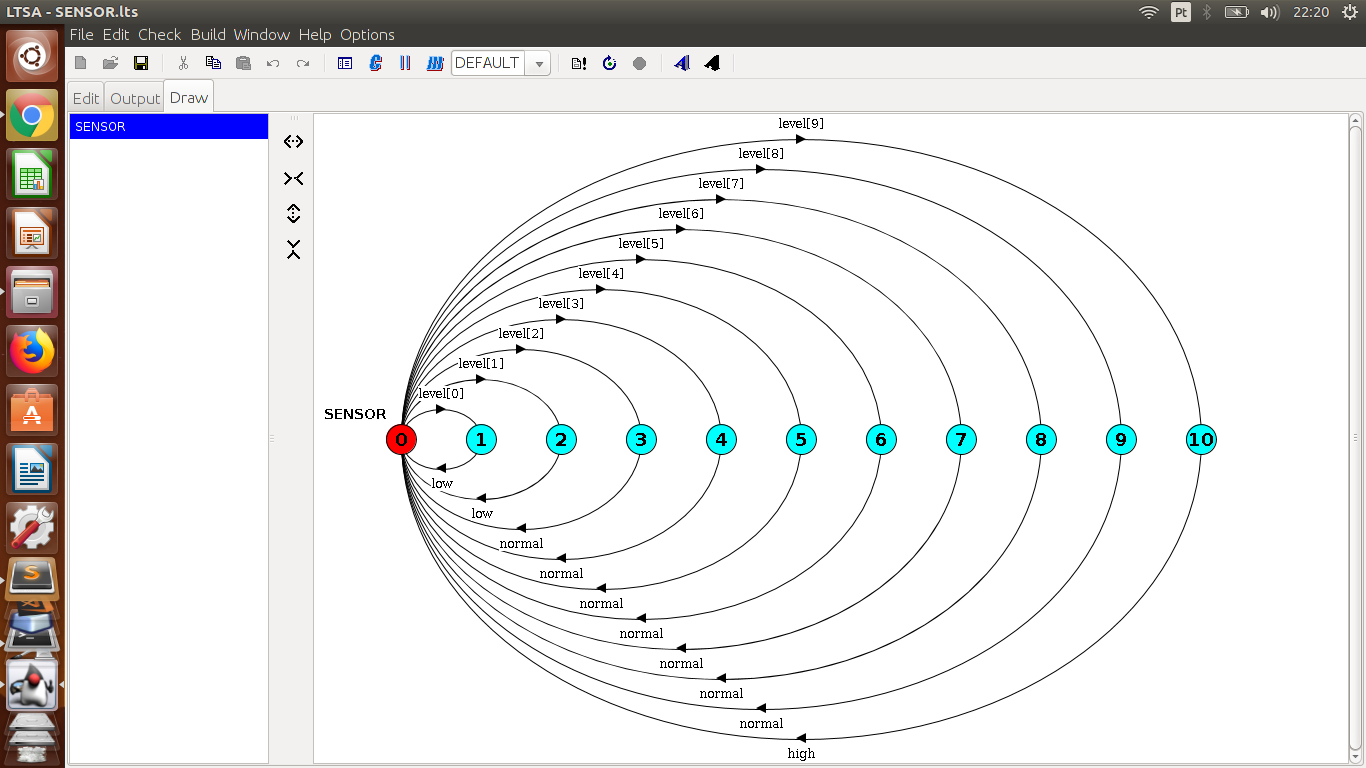 LTSA - SENSOR.lts
Pt
22:20
File Edit Check Build Window Help Options
DEFAULT
Edit Output Draw
SENSOR
level[9]
level[8]
level[7]
level[6]
level[5]
level[4]
level[3]
level[2]
level[1]
level[0]
SENSOR
0 1 2 3 4 5 6 7 8 9 10
low
low
normal
normal
normal
normal
normal
normal
normal
high